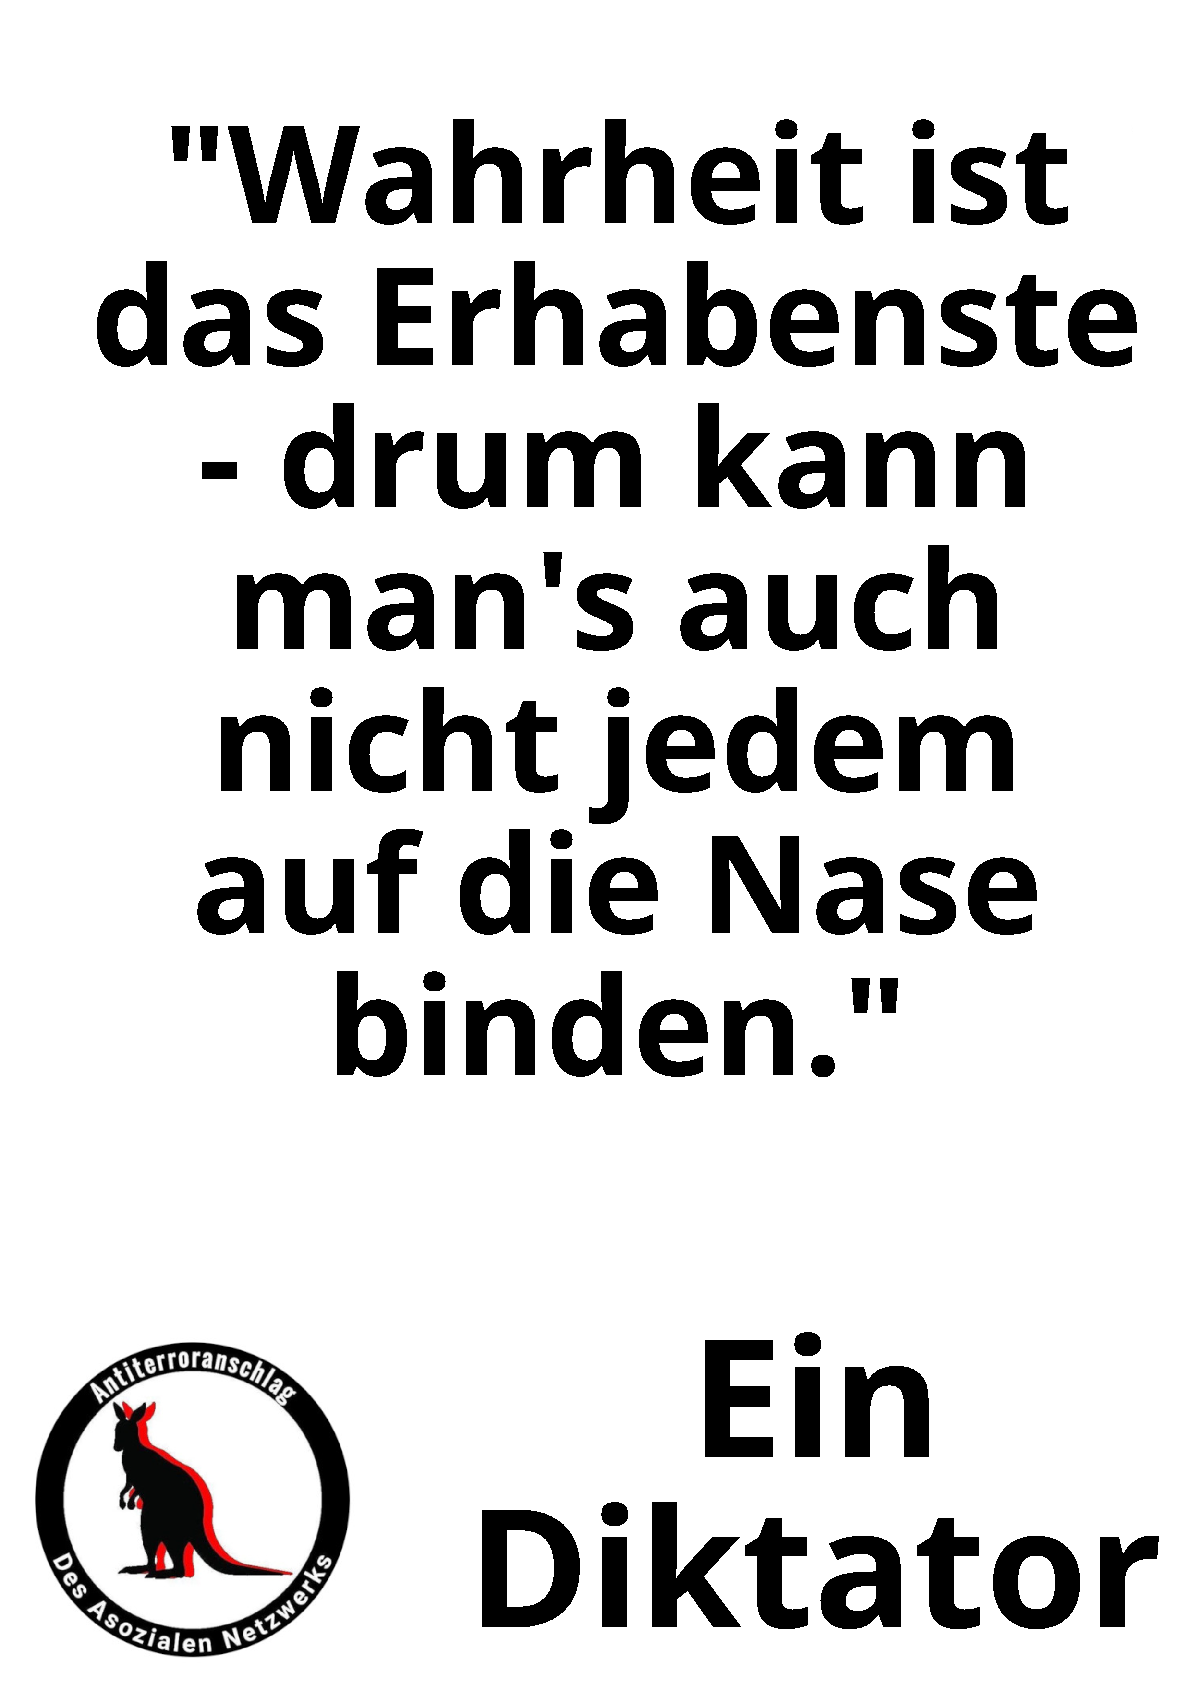 "Wahrheit ist
das Erhabenste
- drum kann
man's auch
nicht jedem
auf die Nase
binden."
Ein
Diktator
Antiterroranschlag
Des Asozialen Netzwerks